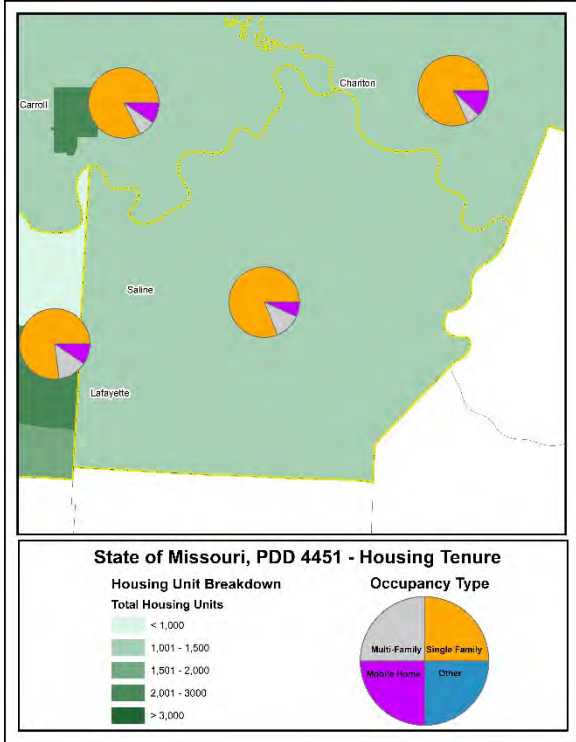 Chariton
Carroll
Saline
Lafayette
State of Missouri, PDD 4451 - Housing Tenure
Housing Unit Breakdown
Total Housing Units
< 1,000
1,001 - 1,500
1,501 - 2,000
2,001 - 3000
> 3,000
Occupancy Type
Multi-Family
Single Family
Mobile Home
Other